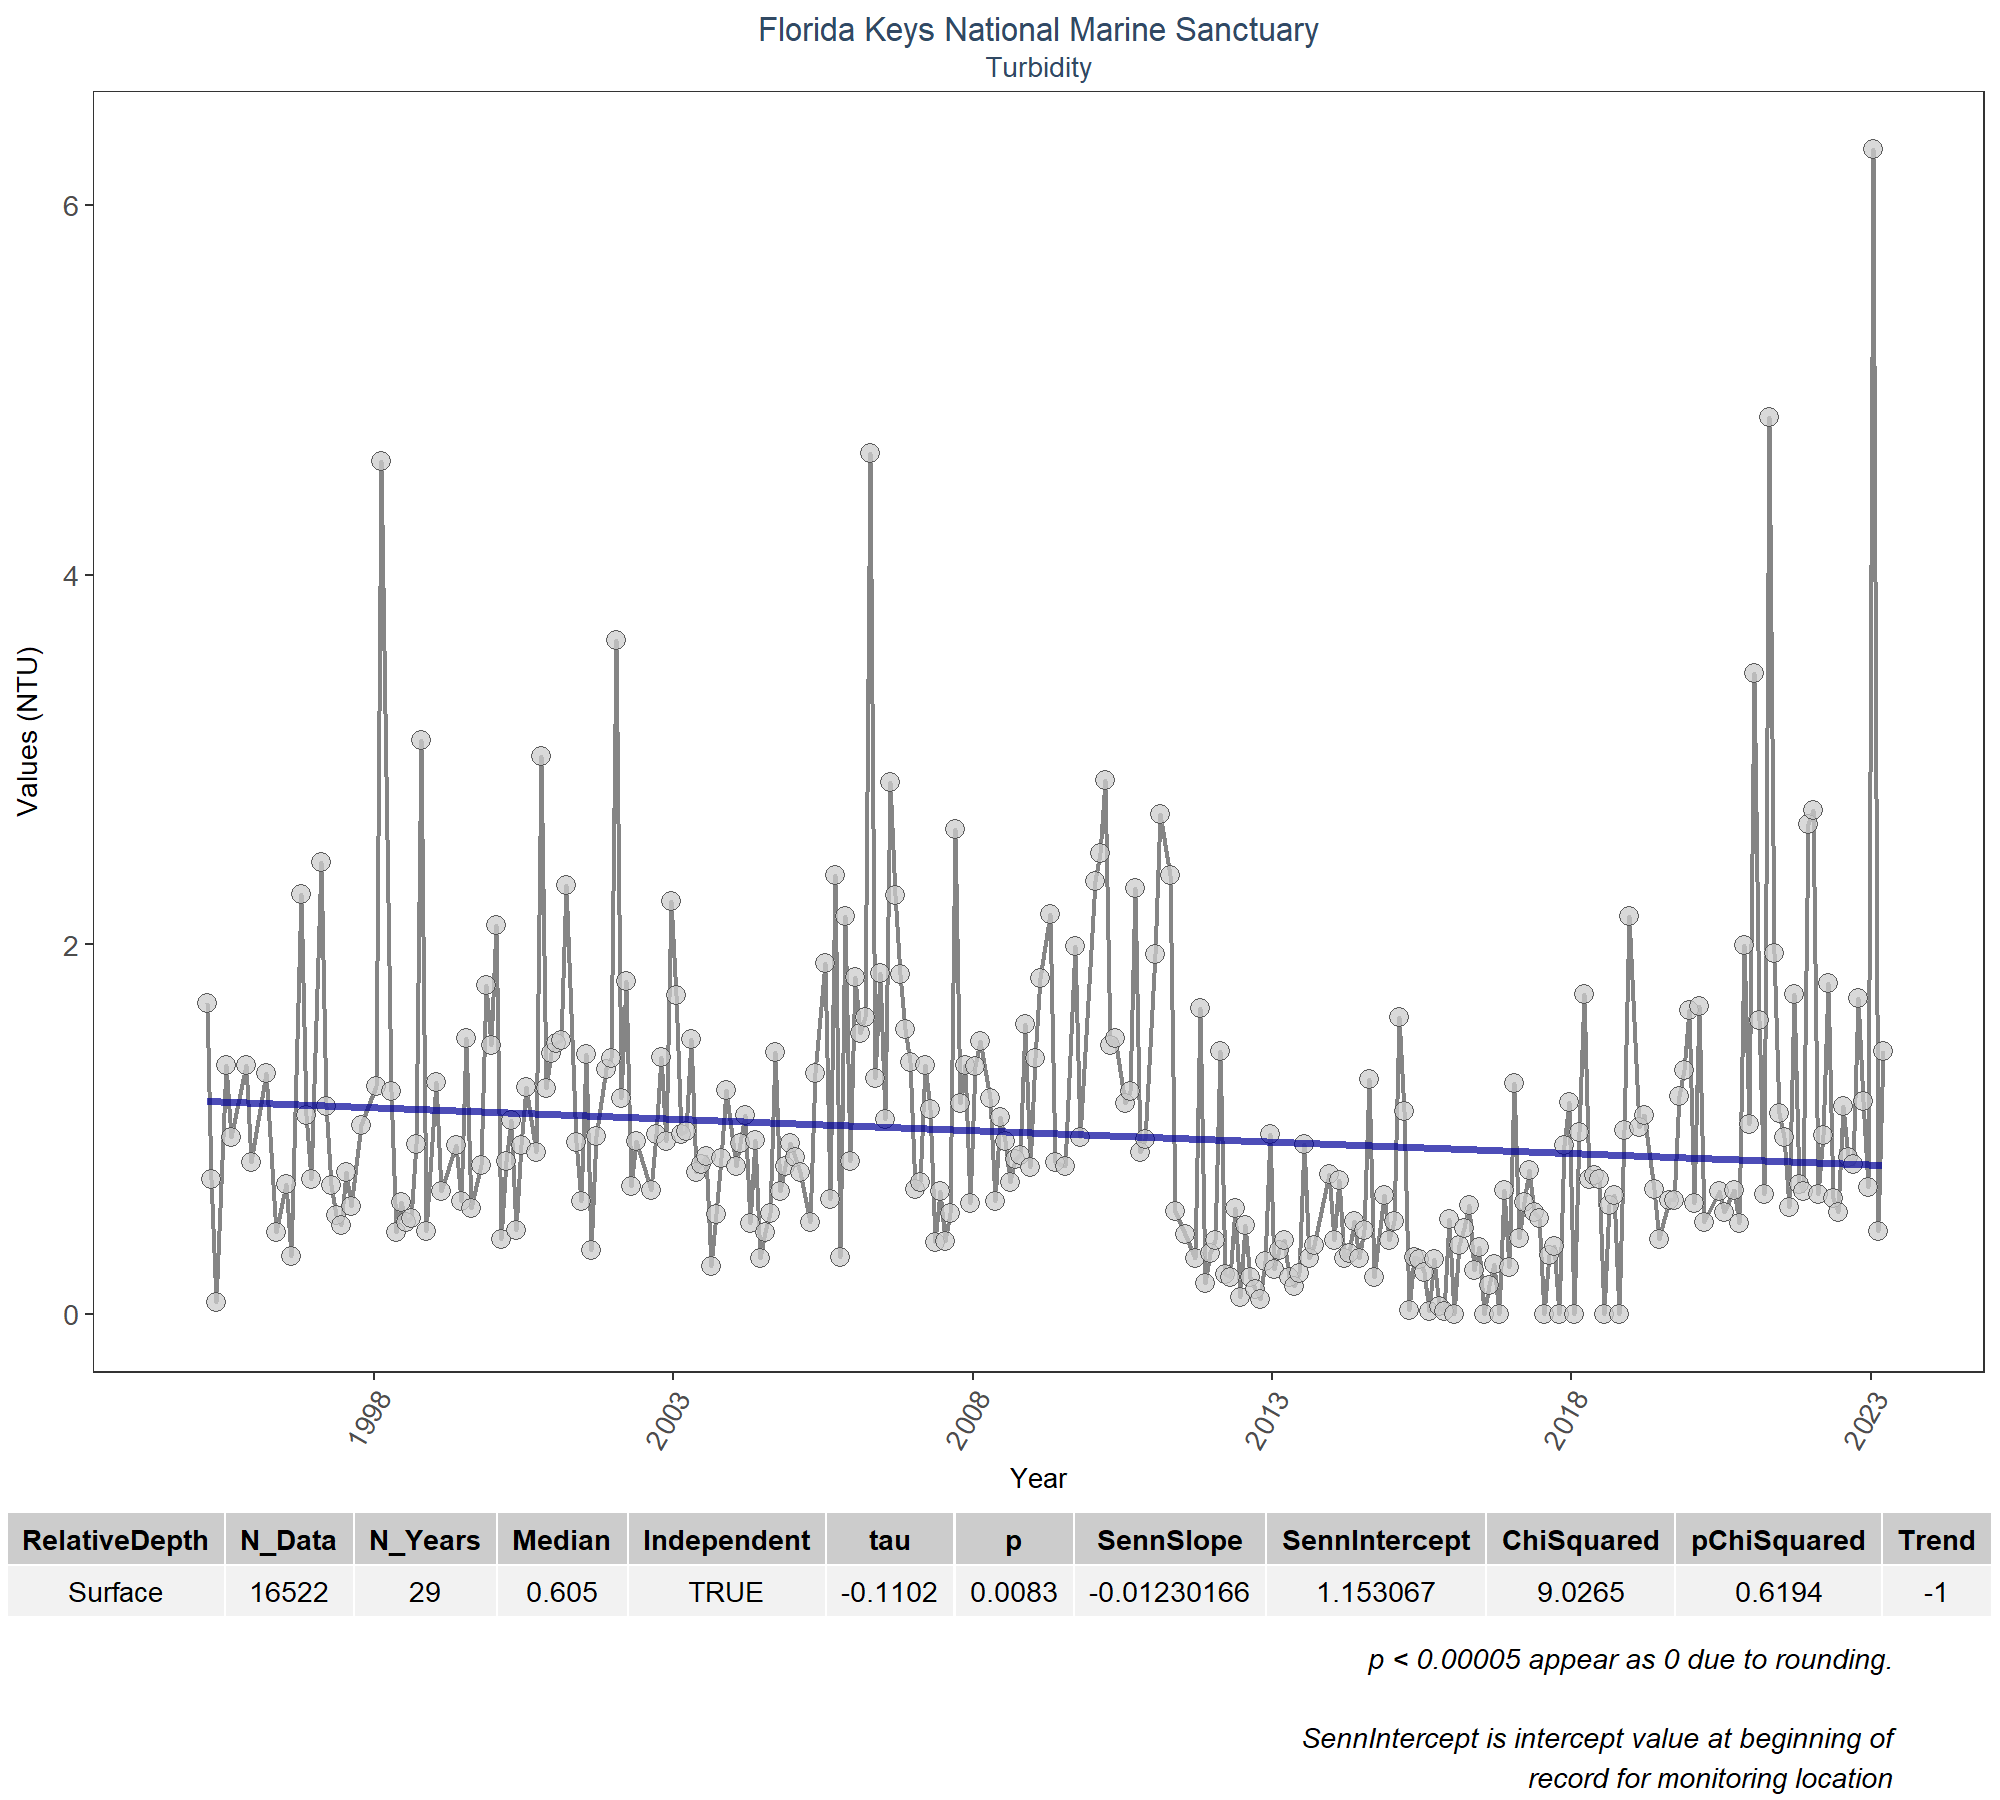 Florida Keys National Marine Sanctuary
Turbidity
Values (NTU)
6
4
2
0
1998 2003 2008 2013 2018 2023
Year
RelativeDepth N_Data N_Years Median Independent tau p SennSlope SennIntercept ChiSquared pChiSquared Trend
Surface 16522 29 0.605 TRUE -0.1102 0.0083 -0.01230166 1.153067 9.0265 0.6194 -1
p < 0.00005 appear as 0 due to rounding.
SennIntercept is intercept value at beginning of
record for monitoring location